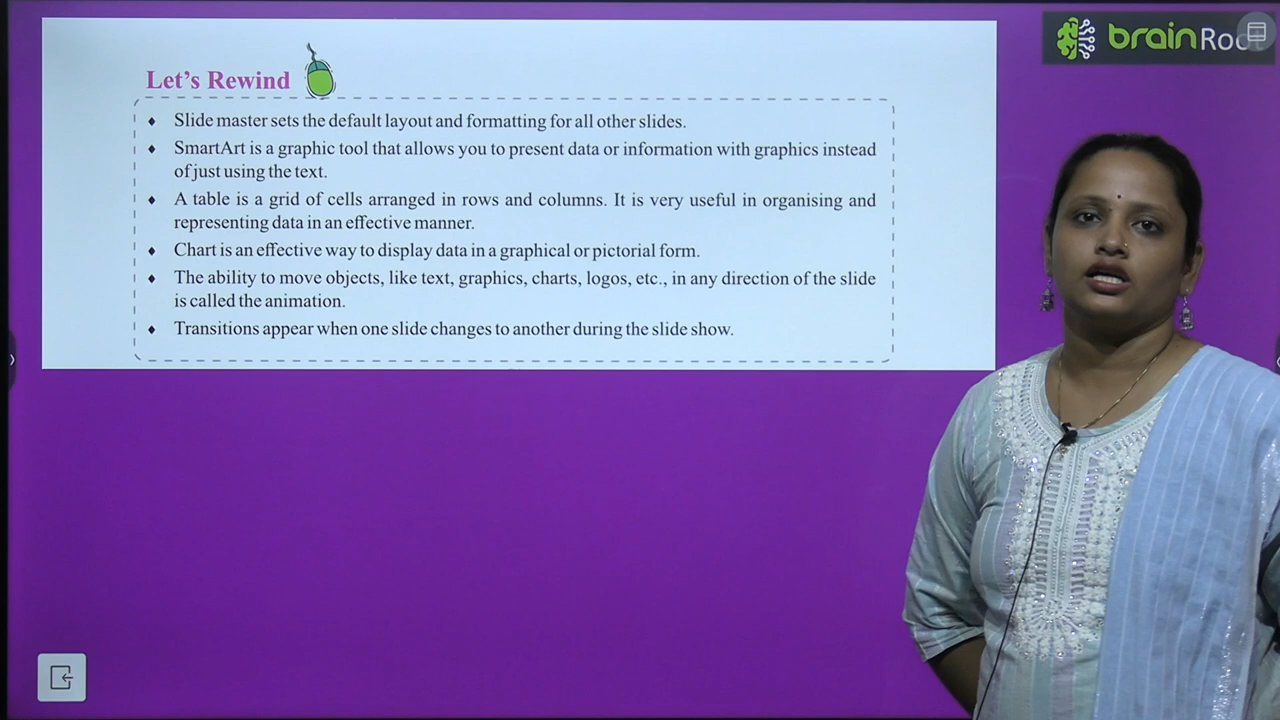 brainRoot
Let's Rewind
♦ Slide master sets the default layout and formatting for all other slides.
♦ SmartArt is a graphic tool that allows you to present data or information with graphics instead
of just using the text.
♦ A table is a grid of cells arranged in rows and columns. It is very useful in organising and
representing data in an effective manner.
♦ Chart is an effective way to display data in a graphical or pictorial form.
♦ The ability to move objects, like text, graphics, charts, logos, etc., in any direction of the slide
is called the animation.
♦ Transitions appear when one slide changes to another during the slide show.